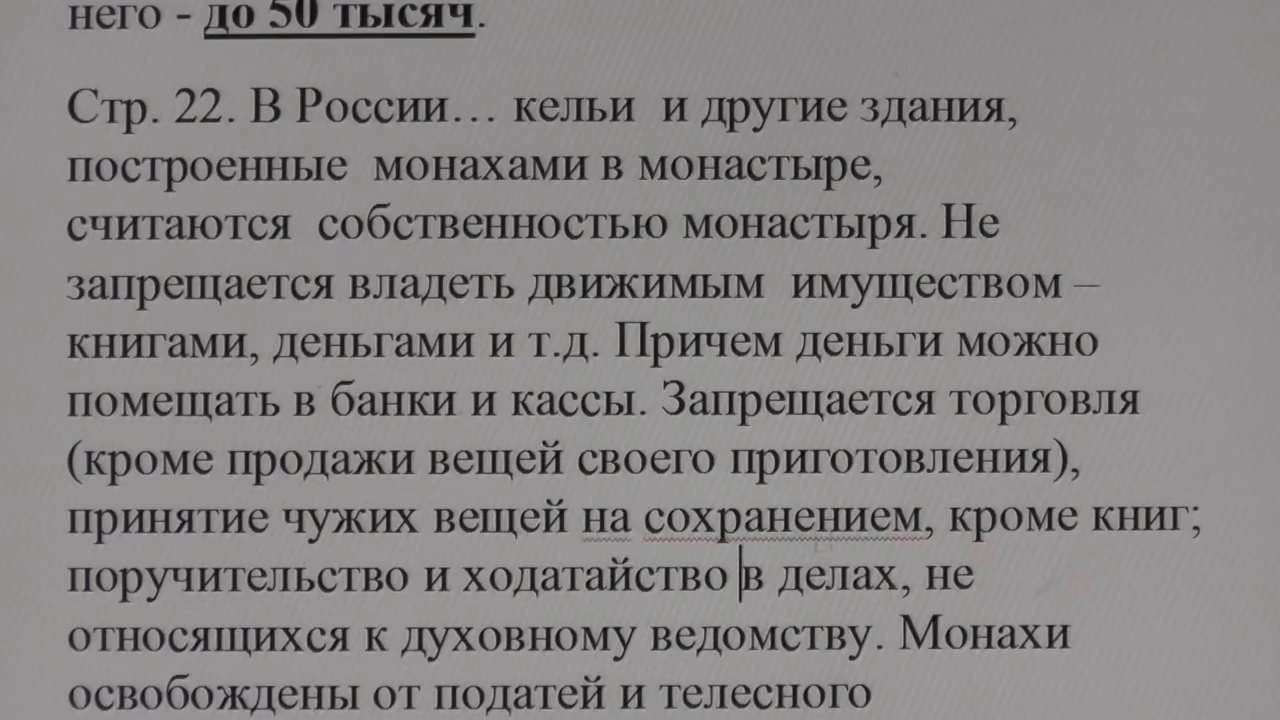 него - до 50 тысяч.
Стр. 22. В России… кельи и другие здания,
построенные монахами в монастыре,
считаются собственностью монастыря. Не
запрещается владеть движимым имуществом –
книгами, деньгами и т.д. Причем деньги можно
помещать в банки и кассы. Запрещается торговля
(кроме продажи вещей своего приготовления),
принятие чужих вещей на сохранением, кроме книг;
поручительство и ходатайство в делах, не
относящихся к духовному ведомству. Монахи
освобождены от податей и телесного